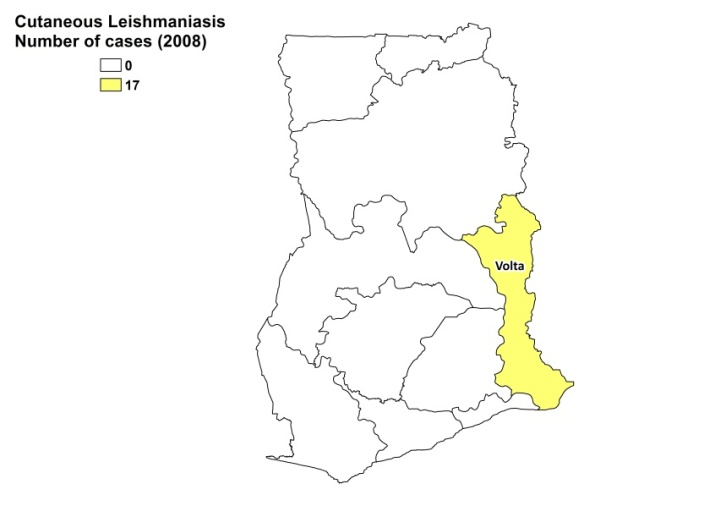 Cutaneous Leishmaniasis
Number of cases (2008)
0
17
Volta